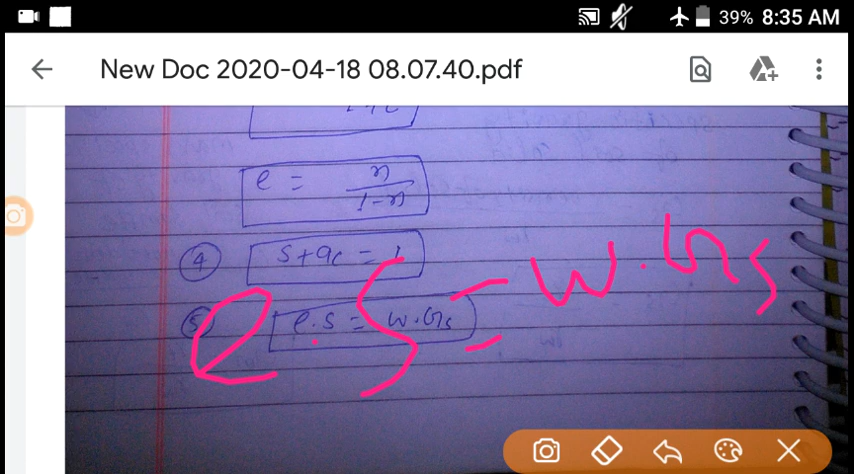 39% 8:35 AM
New Doc 2020-04-18 08.07.40.pdf
e = n / 1-n
④ S+ac = 1
⑤ e.s = w.Gs
e.S = w.Gs